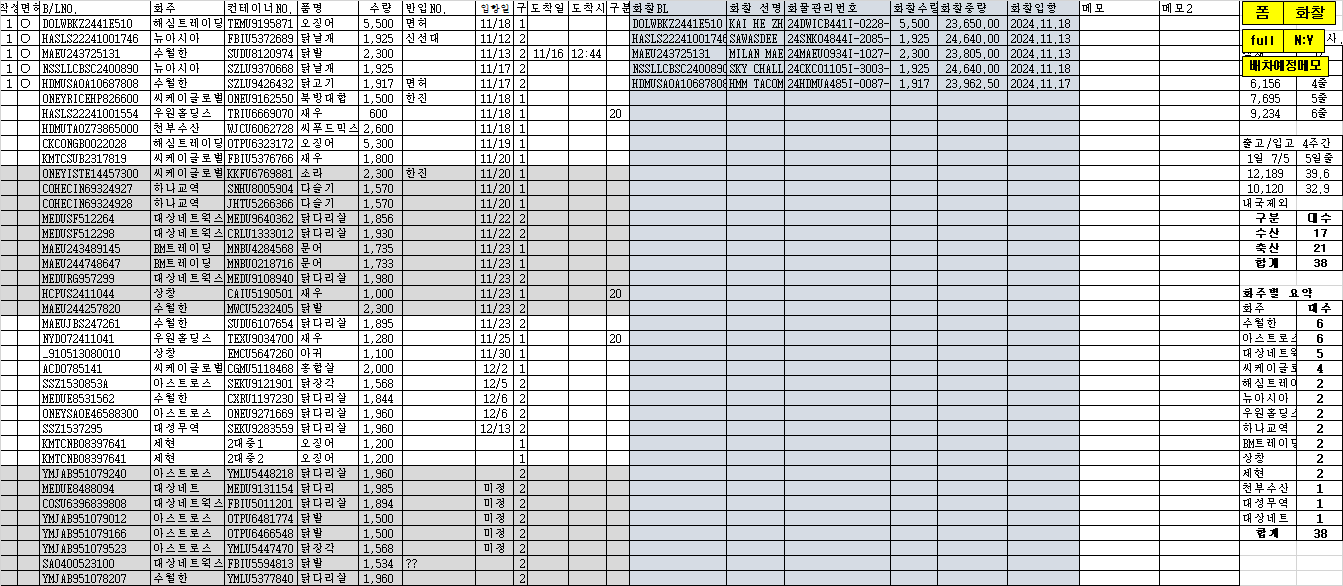 작성 면허 B/LNO. 화주 컨테이너NO. 품명 수량 반입NO. 입항일 구 도착일 도착시 구분 화찰BL 화찰 선명 화물관리번호 화찰수량 화찰중량 화찰입항 메모 메모2 폼 화찰
DOLWBKZ2441E510 해심트레이딩 TEMU9195871 오징어 5,500 면허 11/18 1 DOLWBKZ2441E510 KAI HE ZH 24DWICB441I-0228- 5,500 23,650.00 2024.11.18
1 O HASLS22241001746 뉴아시아 FBIU5372689 닭날개 1,925 신선대 11/12 2 HASLS22241001746 SAWASDEE 24SNKO4844I-2085- 1,925 24,640.00 2024.11.13 full N:Y 사.
1 O MAEU243725131 수월한 SUDU8120974 닭발 2,300 11/13 2 11/16 12:44 MAEU243725131 MILAN MAE 24MAEU0934I-1027- 2,300 23,805.00 2024.11.13
1 O NSSLLCBSC2400890 뉴아시아 SZLU9370668 닭날개 1,925 11/17 2 NSSLLCBSC2400890 SKY CHALL 24CKCO1105I-3003- 1,925 24,640.00 2024.11.18 배차예정메모
1 O HDMUSAOA10687808 수월한 SZLU9426432 닭고기 1,917 면허 11/17 2 HDMUSAOA10687808 HMM TACOM 24HDMUA485I-0087- 1,917 23,962.50 2024.11.17 6,156 4줄
ONEYRICEHP826600 씨케이글로벌 ONEU9162550 북방대합 1,500 한진 11/18 1 7,695 5줄
HASLS22241001554 우원홀딩스 TRIU6669070 새우 600 11/18 1 20 9,234 6줄
HDMUTAOZ73865000 천부수산 WJCU6062728 씨푸드믹스 2,600 11/18 1
CKCONGB0022028 해심트레이딩 OTPU6323172 오징어 5,300 11/19 1 출고/입고 4주간
KMTCSUB2317819 씨케이글로벌 FBIU5376766 새우 1,800 11/20 1 1일 7/5 5일줄
ONEYISTE14457300 씨케이글로벌 KKFU6769881 소라 2,300 한진 11/20 1 12,189 39.6
COHECIN69324927 하나교역 SNHU8005904 다슬기 1,570 11/20 1 10,120 32.9
COHECIN69324928 하나교역 JHTU5266366 다슬기 1,570 11/20 1 내국제외
MEDUSF512264 대상네트웍스 MEDU9640362 닭다리살 1,856 11/22 2 구분 대수
MEDUSF512298 대상네트웍스 CRLU1333012 닭다리살 1,930 11/22 2 수산 17
MAEU243489145 BM트레이딩 MNBU4284568 문어 1,735 11/23 1 축산 21
MAEU244748647 BM트레이딩 MNBU0218716 문어 1,733 11/23 1 합계 38
MEDURG957299 대상네트웍스 MEDU9108940 닭다리살 1,980 11/23 2
HCPUS2411044 상창 CAIU5190501 새우 1,000 11/23 1 20 화주별 요약
MAEU244257820 수월한 MWCU5232405 닭발 2,300 11/23 2 화주 대수
MAEUJBS247261 수월한 SUDU6107654 닭다리살 1,895 11/23 2 수월한 6
NYDO72411041 우원홀딩스 TEXU9034700 새우 1,280 11/25 1 20 아스트로스 6
_910513080010 상창 EMCU5647260 아귀 1,100 11/30 1 대상네트웍 5
ACD0785141 씨케이글로벌 CGMU5118468 홍합살 2,000 12/2 1 씨케이글로 4
SSZ1530853A 아스트로스 SEKU9121901 닭장각 1,568 12/5 2 해심트레이 2
MEDUE8531562 수월한 CXRU1197230 닭다리살 1,844 12/6 2 뉴아시아 2
ONEYSAOE46588300 아스트로스 ONEU9271669 닭다리살 1,960 12/6 2 우원홀딩스 2
SSZ1537295 대성무역 SEKU9283559 닭다리살 1,960 12/13 2 하나교역 2
KMTCNB08397641 제현 2대중1 오징어 1,200 1 BM트레이딩 2
KMTCNB08397641 제현 2대중2 오징어 1,200 1 상창 2
YMJAB951079240 아스트로스 YMLU5448218 닭다리살 1,960 2 제현 2
MEDUE8488094 대상네트 MEDU9131154 닭다리 1,985 미정 2 천부수산 1
COSU6396839808 대상네트웍스 FBIU5011201 닭다리살 1,894 미정 2 대성무역 1
YMJAB951079012 아스트로스 OTPU6481774 닭발 1,500 미정 2 대상네트 1
YMJAB951079166 아스트로스 OTPU6466548 닭발 1,500 미정 2 합계 38
YMJAB951079523 아스트로스 YMLU5447470 닭장각 1,568 미정 2
SAO400523100 대상네트웍스 FBIU5594813 닭발 1,534 ?? 2
YMJAB951078207 수월한 YMLU5377840 닭다리살 1,960 2